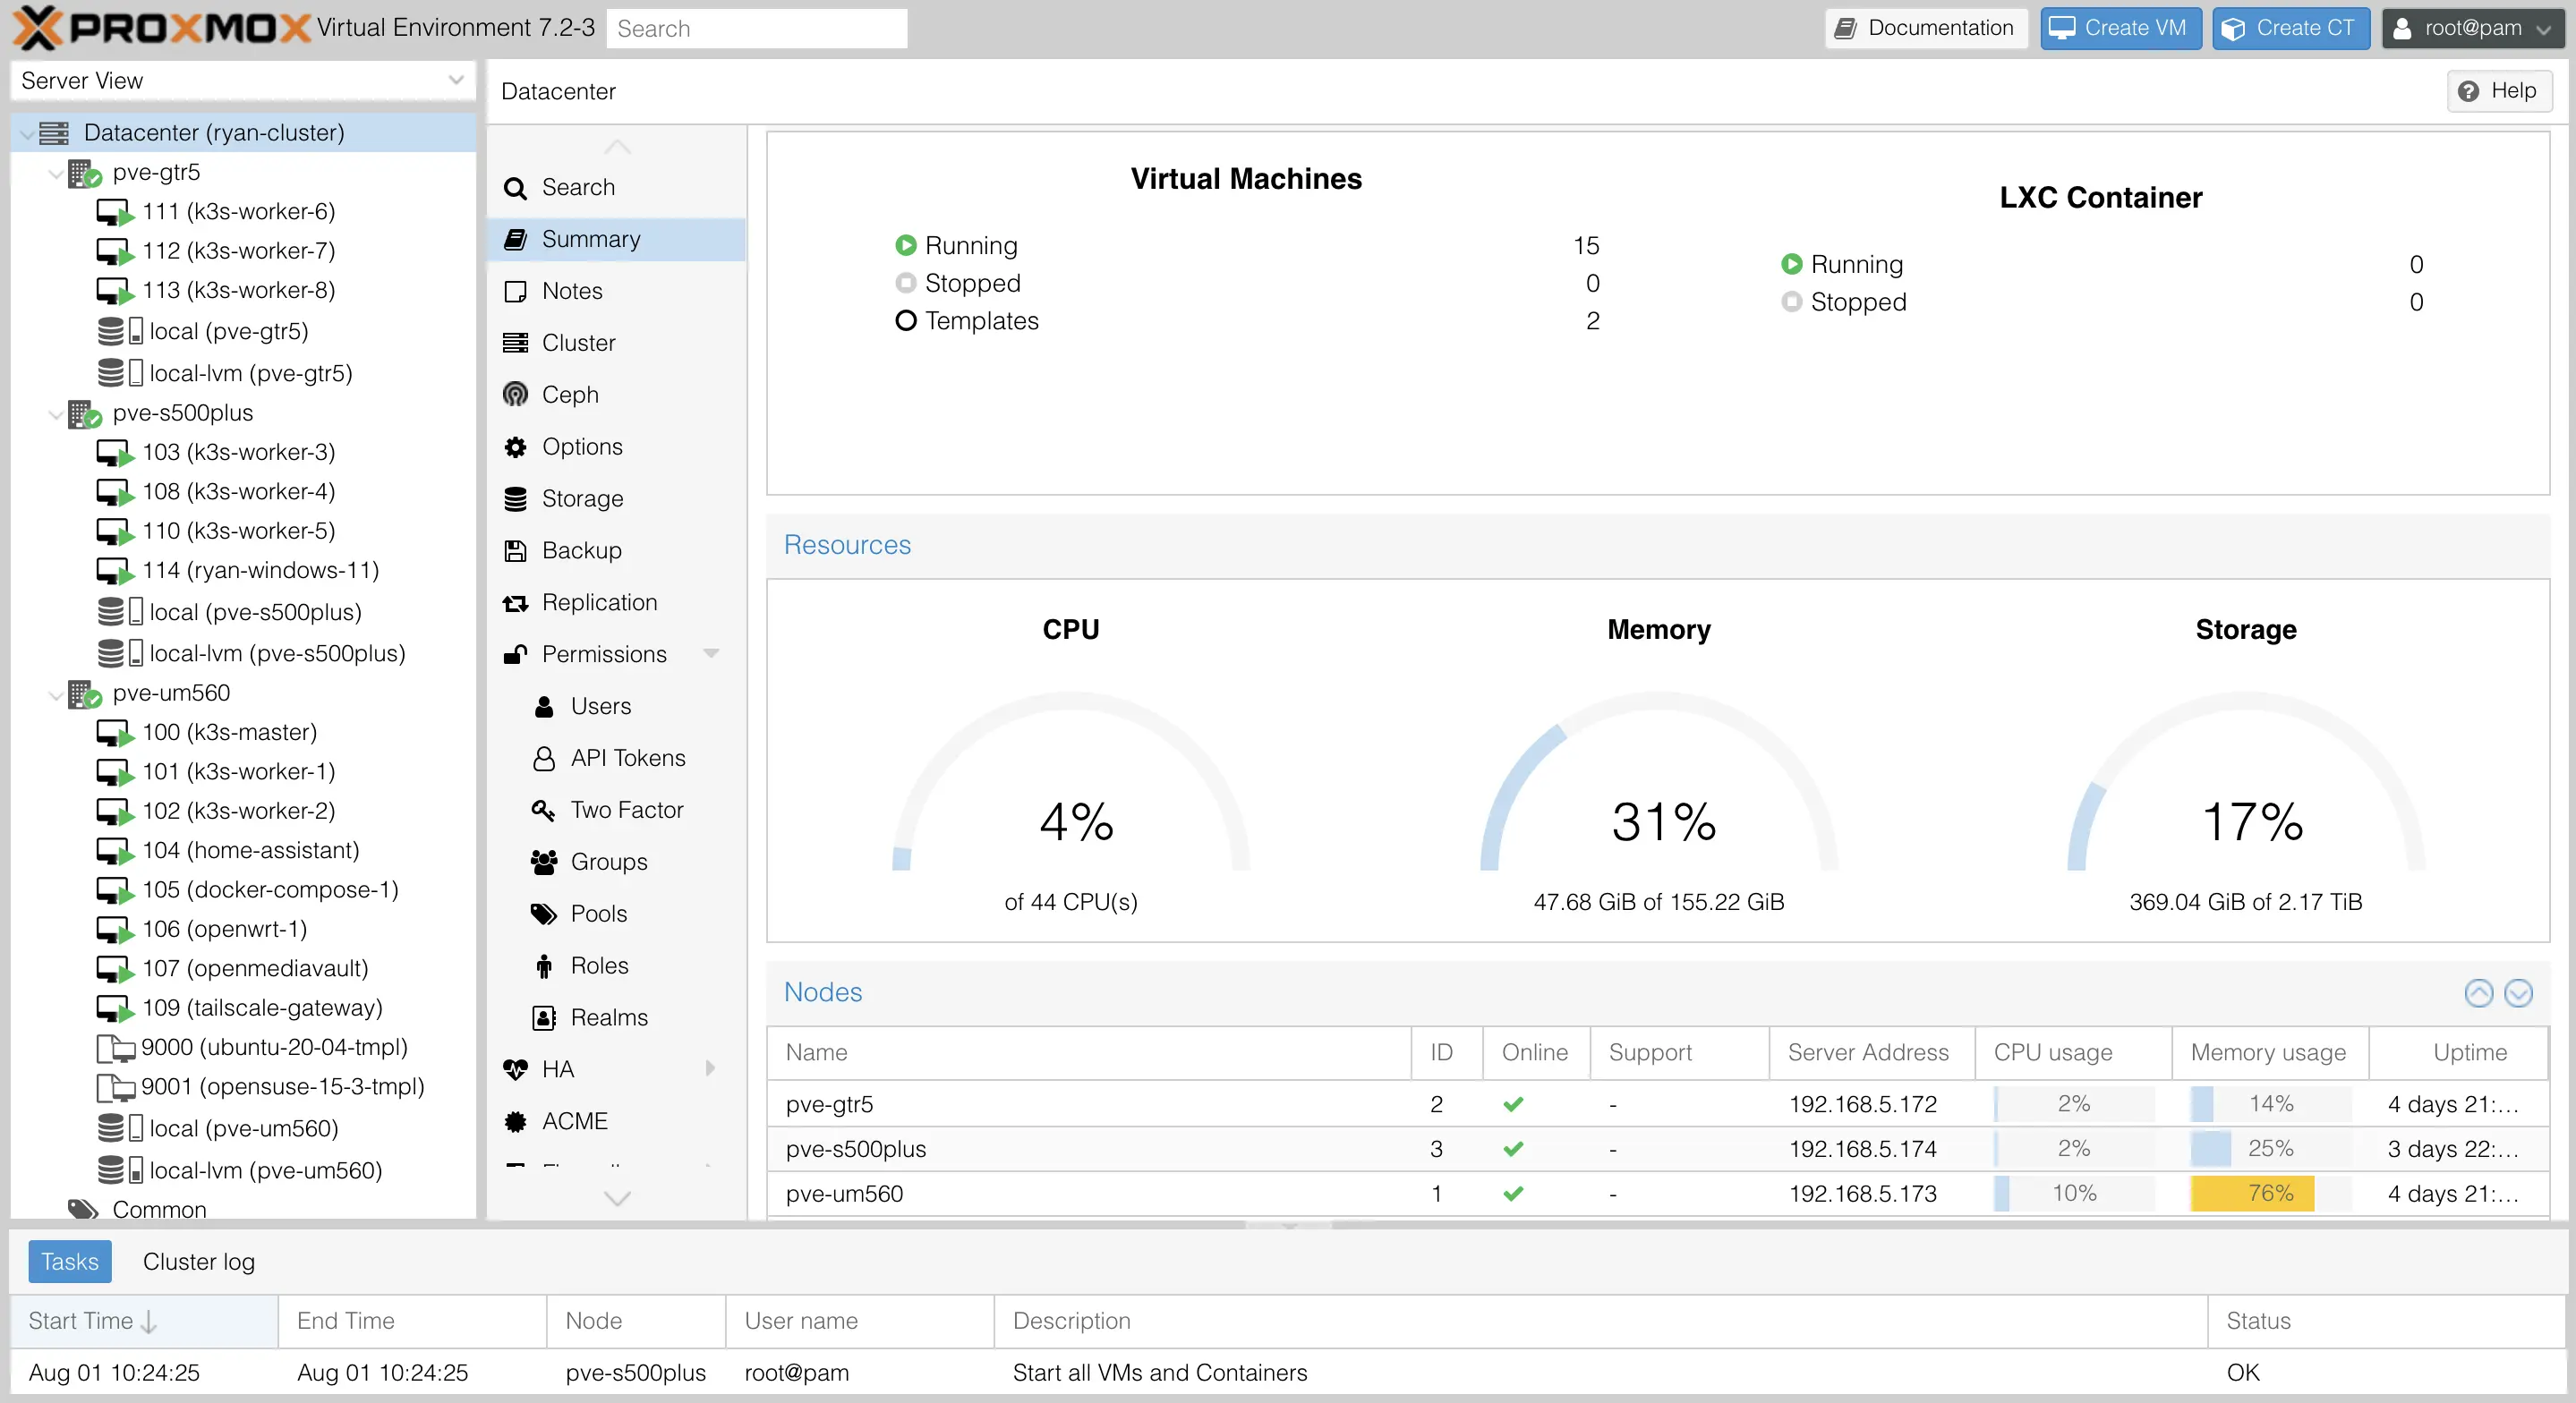 PROXMOX Virtual Environment 7.2-3 Search Documentation Create VM Create CT root@pam
Server View
Datacenter (ryan-cluster)
pve-gtr5
111 (k3s-worker-6)
112 (k3s-worker-7)
113 (k3s-worker-8)
local (pve-gtr5)
local-lvm (pve-gtr5)
pve-s500plus
103 (k3s-worker-3)
108 (k3s-worker-4)
110 (k3s-worker-5)
114 (ryan-windows-11)
local (pve-s500plus)
local-lvm (pve-s500plus)
pve-um560
100 (k3s-master)
101 (k3s-worker-1)
102 (k3s-worker-2)
104 (home-assistant)
105 (docker-compose-1)
106 (openwrt-1)
107 (openmediavault)
109 (tailscale-gateway)
9000 (ubuntu-20-04-tmpl)
9001 (opensuse-15-3-tmpl)
local (pve-um560)
local-lvm (pve-um560)
Common
Datacenter
Help
Search
Summary
Notes
Cluster
Ceph
Options
Storage
Backup
Replication
Permissions
Users
API Tokens
Two Factor
Groups
Pools
Roles
Realms
HA
ACME
Virtual Machines
Running 15
Stopped 0
Templates 2
LXC Container
Running 0
Stopped 0
Resources
CPU
4%
of 44 CPU(s)
Memory
31%
47.68 GiB of 155.22 GiB
Storage
17%
369.04 GiB of 2.17 TiB
Nodes
Name ID Online Support Server Address CPU usage Memory usage Uptime
pve-gtr5 2 - 192.168.5.172 2% 14% 4 days 21:...
pve-s500plus 3 - 192.168.5.174 2% 25% 3 days 22:...
pve-um560 1 - 192.168.5.173 10% 76% 4 days 21:...
Tasks Cluster log
Start Time End Time Node User name Description Status
Aug 01 10:24:25 Aug 01 10:24:25 pve-s500plus root@pam Start all VMs and Containers OK